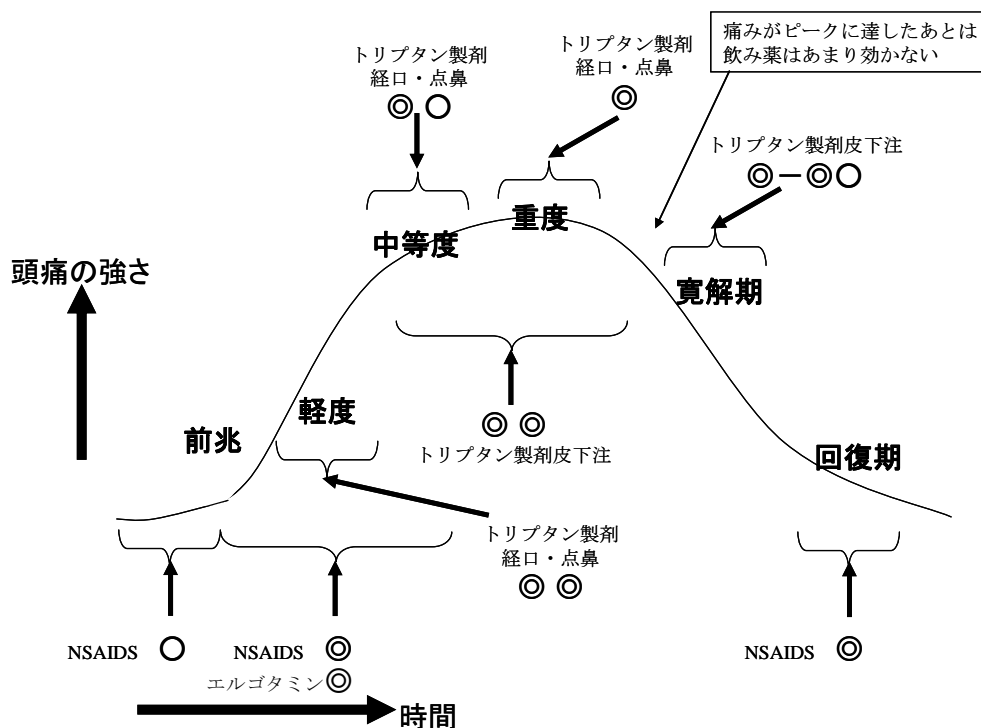 痛みがピークに達したあとは
飲み薬はあまり効かない
トリプタン製剤
経口・点鼻
◎ ○
トリプタン製剤
経口・点鼻
◎
トリプタン製剤皮下注
◎－◎○
中等度
重度
寛解期
頭痛の強さ
前兆
軽度
◎ ◎
トリプタン製剤皮下注
回復期
トリプタン製剤
経口・点鼻
◎ ◎
NSAIDS ○
NSAIDS ◎
エルゴタミン◎
NSAIDS ◎
時間